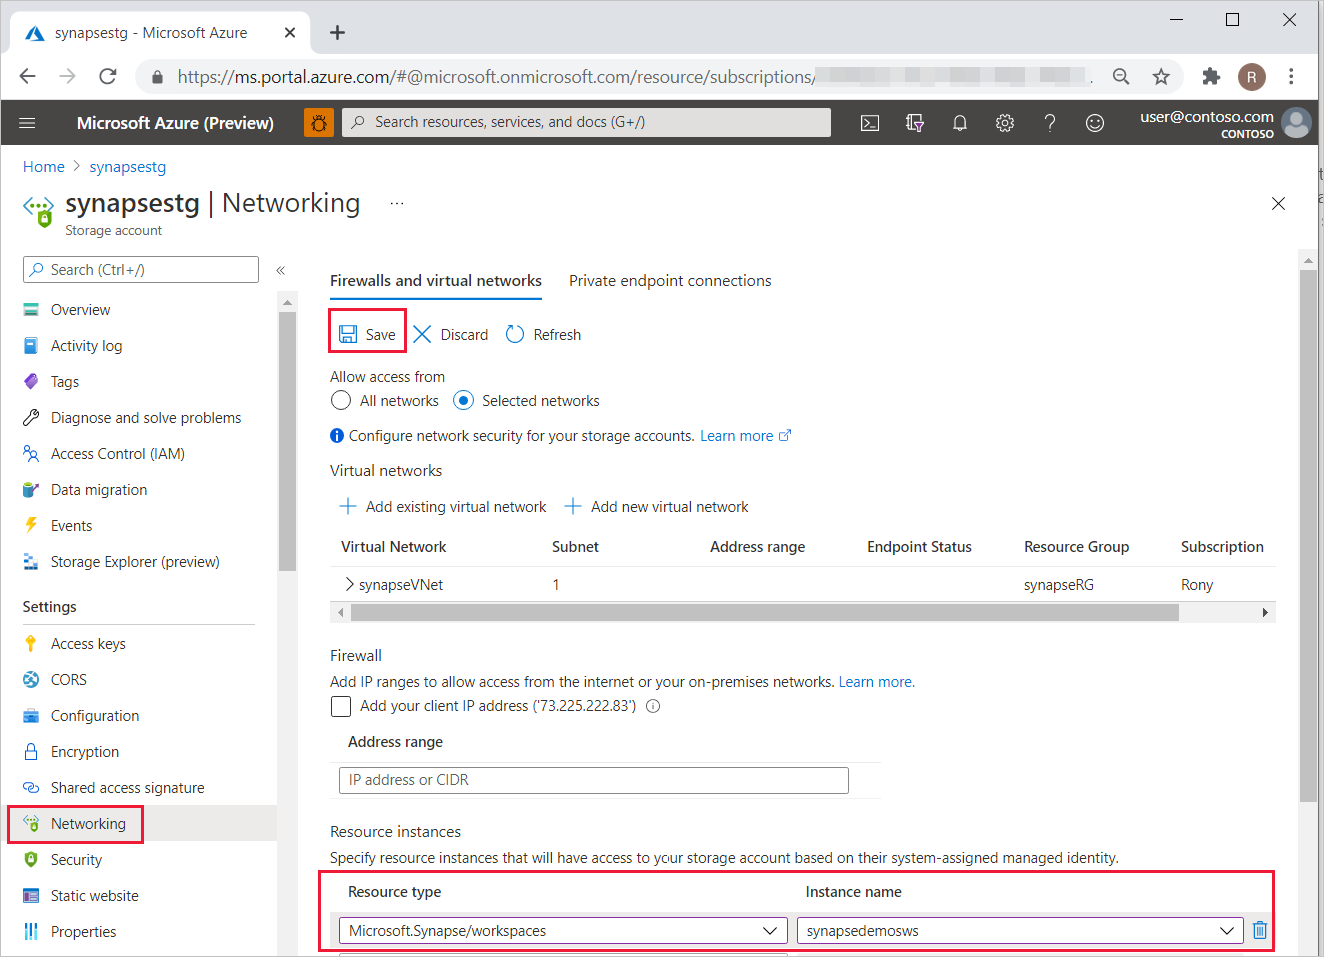 synapsestg - Microsoft Azure
https://ms.portal.azure.com/#@microsoft.onmicrosoft.com/resource/subscriptions/
R
Microsoft Azure (Preview)
Search resources, services, and docs (G+/)
user@contoso.com
CONTOSO
Home > synapsestg
synapsestg | Networking ...
Storage account
Search (Ctrl+/)
«
Overview
Activity log
Tags
Diagnose and solve problems
Access Control (IAM)
Data migration
Events
Storage Explorer (preview)
Settings
Access keys
CORS
Configuration
Encryption
Shared access signature
Networking
Security
Static website
Properties
Firewalls and virtual networks Private endpoint connections
Save Discard Refresh
Allow access from
All networks Selected networks
Configure network security for your storage accounts. Learn more
Virtual networks
Add existing virtual network Add new virtual network
Virtual Network Subnet Address range Endpoint Status Resource Group Subscription
synapseVNet 1 synapseRG Rony
Firewall
Add IP ranges to allow access from the internet or your on-premises networks. Learn more.
Add your client IP address ('73.225.222.83')
Address range
IP address or CIDR
Resource instances
Specify resource instances that will have access to your storage account based on their system-assigned managed identity.
Resource type Instance name
Microsoft.Synapse/workspaces synapsedemosws